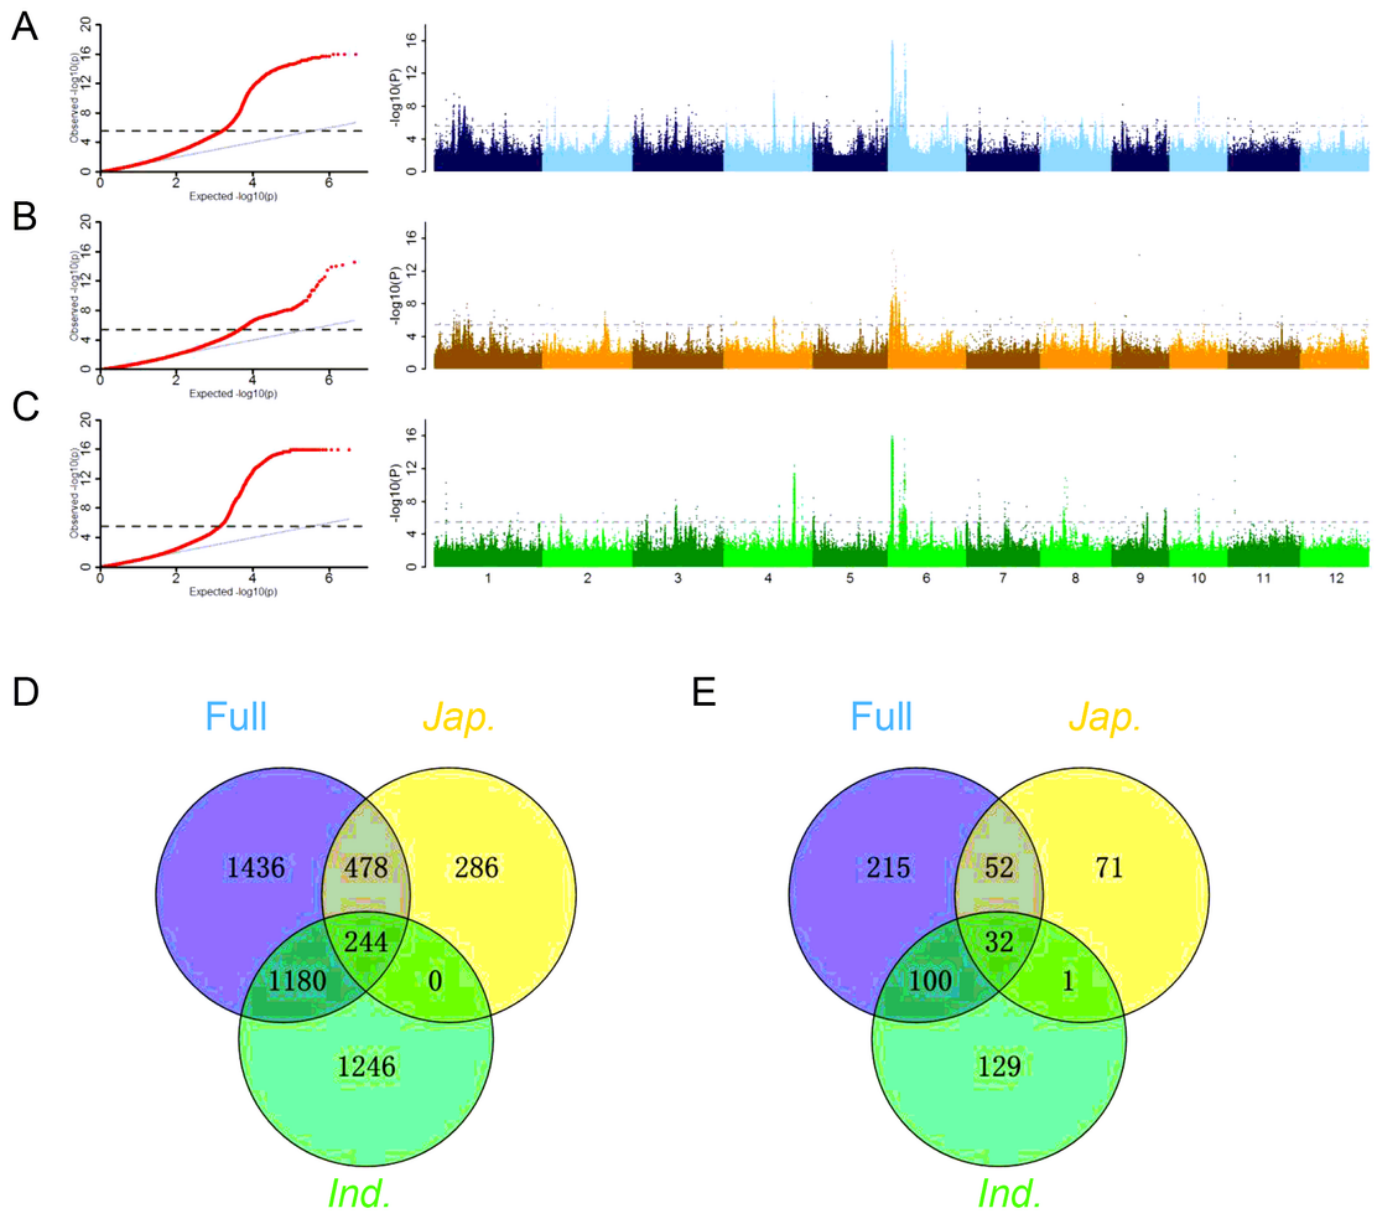 A
Observed -log10(p)
0 4 8 12 16 20
0 2 4 6
Expected -log10(p)
-log10(P)
0 4 8 12 16
B
Observed -log10(p)
0 4 8 12 16 20
0 2 4 6
Expected -log10(p)
-log10(P)
0 4 8 12 16
C
Observed -log10(p)
0 4 8 12 16 20
0 2 4 6
Expected -log10(p)
-log10(P)
0 4 8 12 16
1 2 3 4 5 6 7 8 9 10 11 12
D
Full Jap.
1436 478 286
244
1180 0
1246
Ind.
E
Full Jap.
215 52 71
32
100 1
129
Ind.